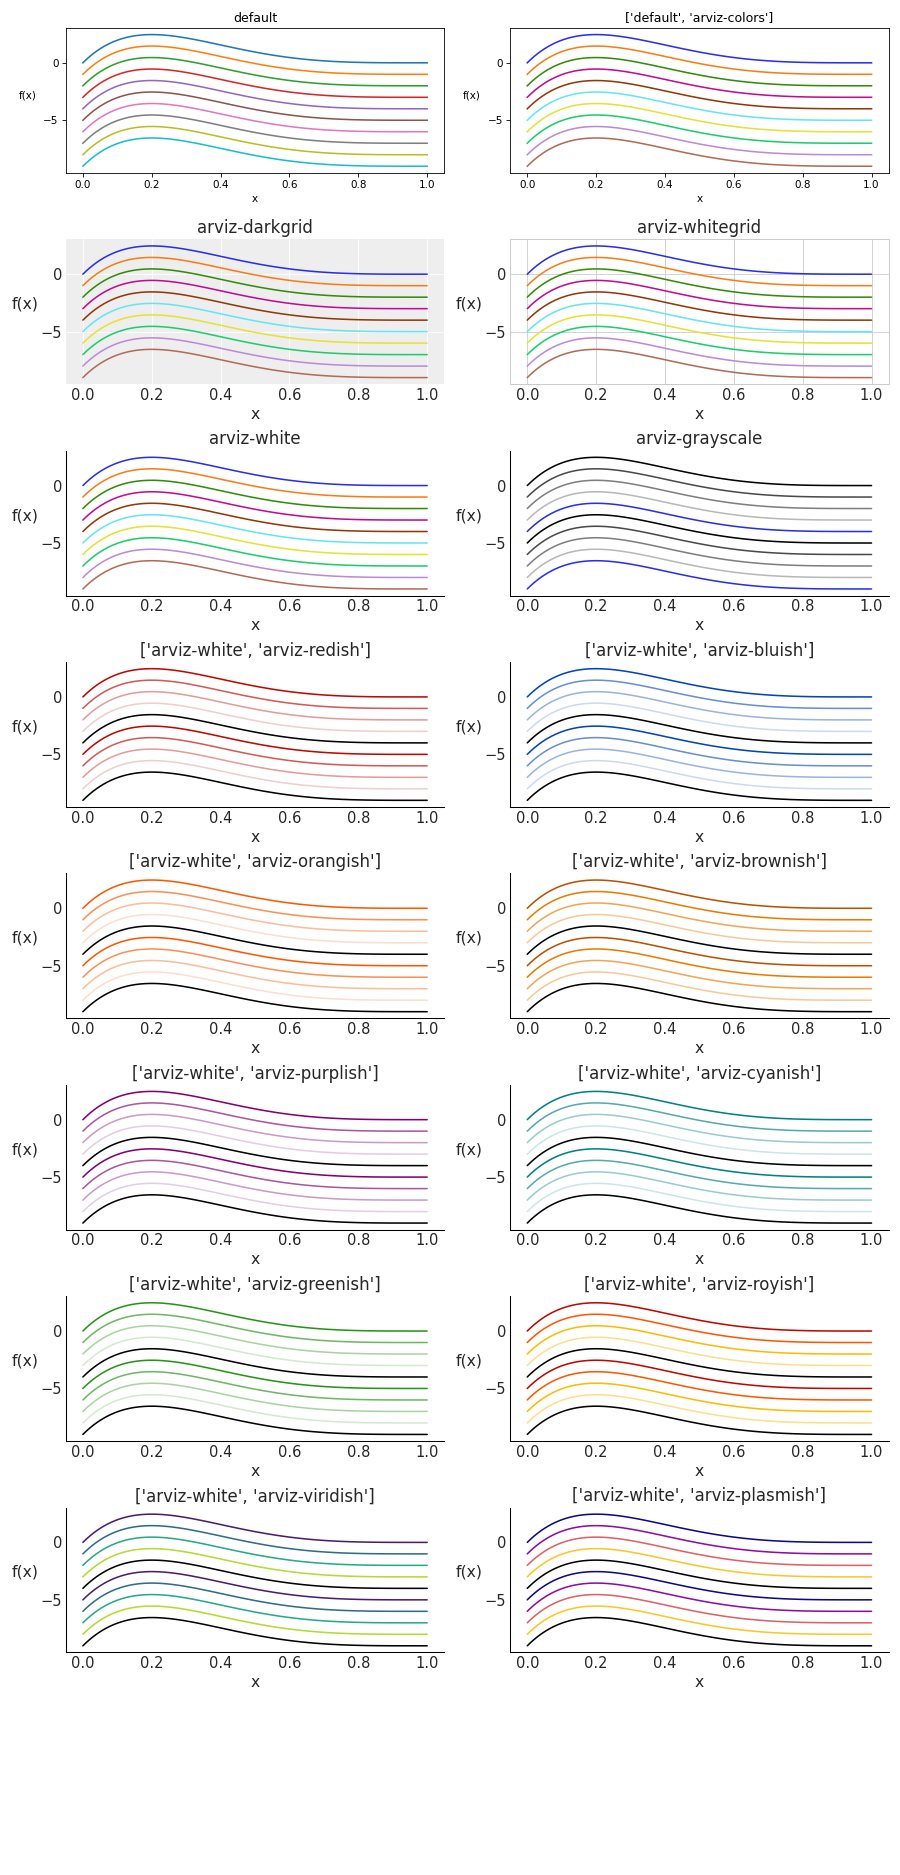 default
0
f(x)
−5
0.0 0.2 0.4 0.6 0.8 1.0
x
['default', 'arviz-colors']
0
f(x)
−5
0.0 0.2 0.4 0.6 0.8 1.0
x
arviz-darkgrid
0
f(x)
−5
0.0 0.2 0.4 0.6 0.8 1.0
x
arviz-whitegrid
0
f(x)
−5
0.0 0.2 0.4 0.6 0.8 1.0
x
arviz-white
0
f(x)
−5
0.0 0.2 0.4 0.6 0.8 1.0
x
arviz-grayscale
0
f(x)
−5
0.0 0.2 0.4 0.6 0.8 1.0
x
['arviz-white', 'arviz-redish']
0
f(x)
−5
0.0 0.2 0.4 0.6 0.8 1.0
x
['arviz-white', 'arviz-bluish']
0
f(x)
−5
0.0 0.2 0.4 0.6 0.8 1.0
x
['arviz-white', 'arviz-orangish']
0
f(x)
−5
0.0 0.2 0.4 0.6 0.8 1.0
x
['arviz-white', 'arviz-brownish']
0
f(x)
−5
0.0 0.2 0.4 0.6 0.8 1.0
x
['arviz-white', 'arviz-purplish']
0
f(x)
−5
0.0 0.2 0.4 0.6 0.8 1.0
x
['arviz-white', 'arviz-cyanish']
0
f(x)
−5
0.0 0.2 0.4 0.6 0.8 1.0
x
['arviz-white', 'arviz-greenish']
0
f(x)
−5
0.0 0.2 0.4 0.6 0.8 1.0
x
['arviz-white', 'arviz-royish']
0
f(x)
−5
0.0 0.2 0.4 0.6 0.8 1.0
x
['arviz-white', 'arviz-viridish']
0
f(x)
−5
0.0 0.2 0.4 0.6 0.8 1.0
x
['arviz-white', 'arviz-plasmish']
0
f(x)
−5
0.0 0.2 0.4 0.6 0.8 1.0
x